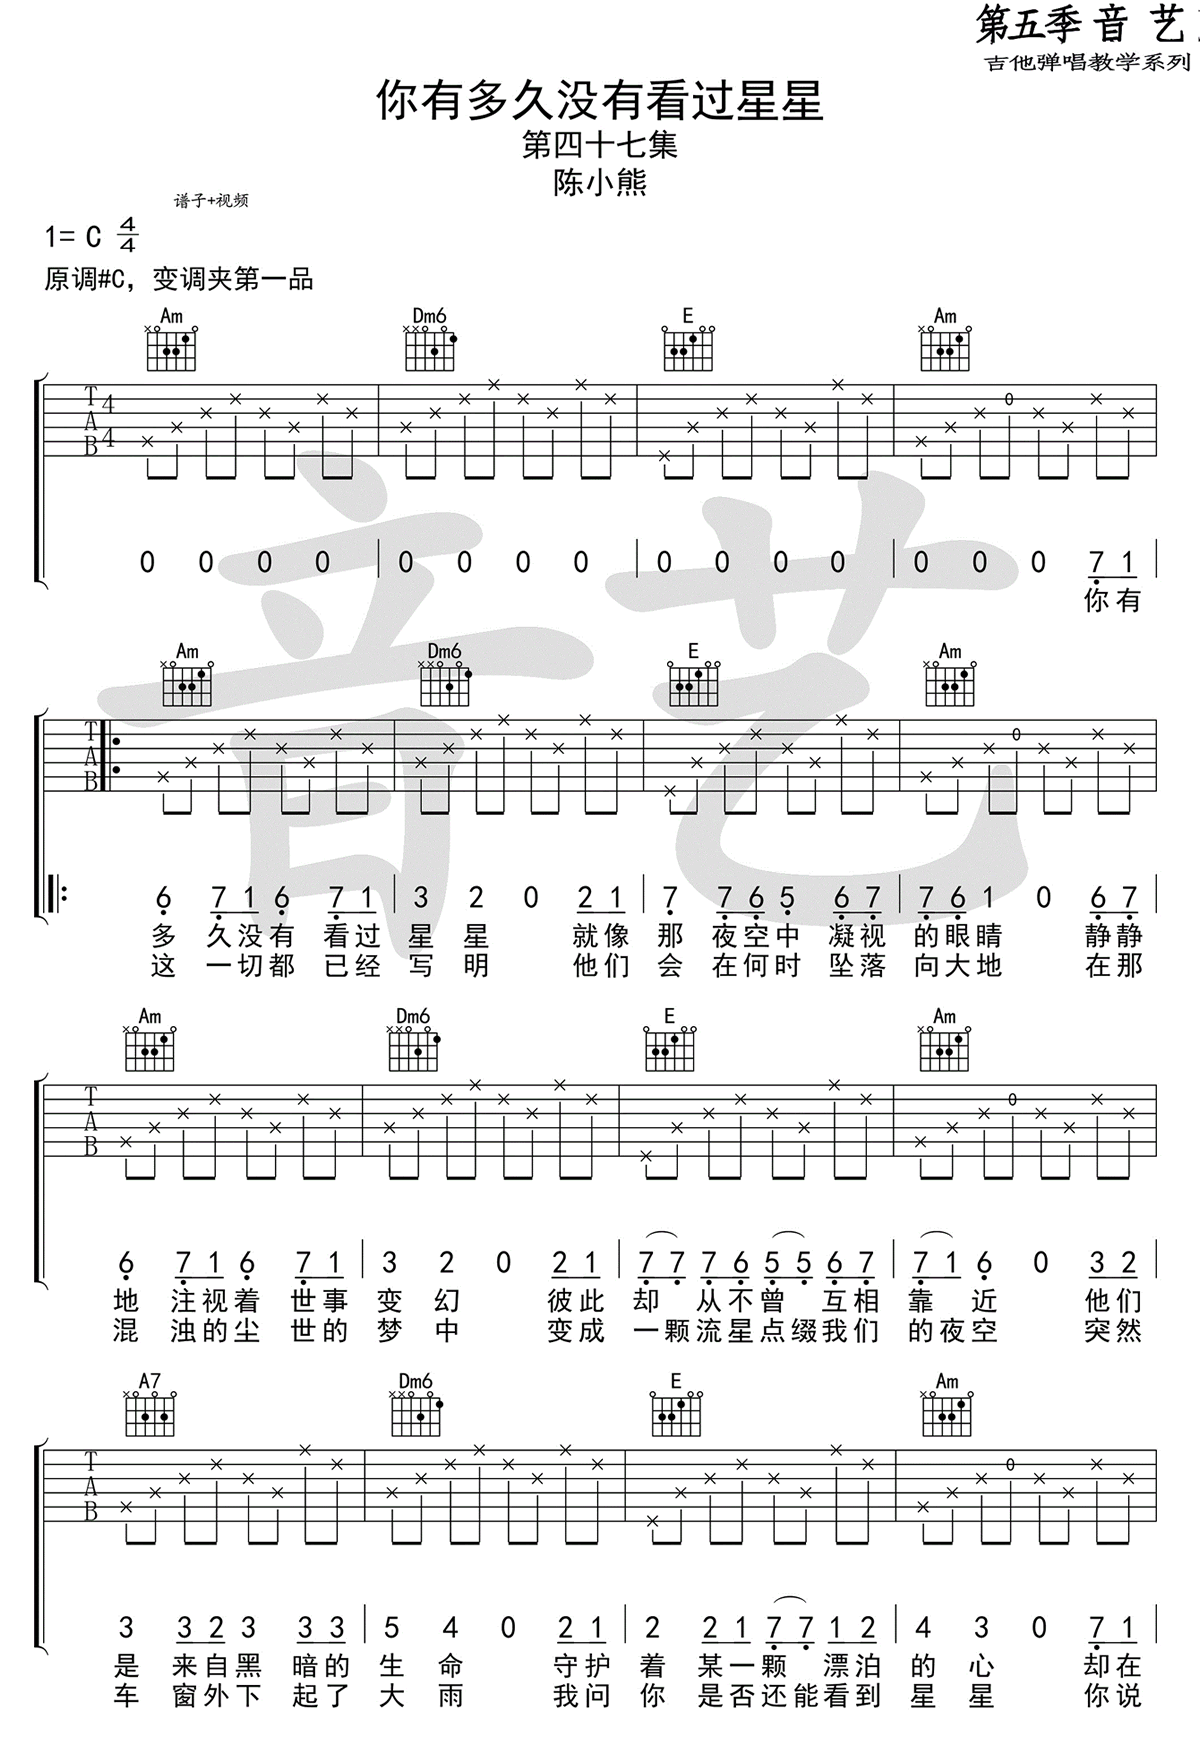 第五季 音 艺
吉他弹唱教学系列
你有多久没有看过星星
第四十七集
陈小熊
谱子+视频
1= C 4/4
原调#C，变调夹第一品
Am Dm6 E Am
T A B 4 4
0 0 0 0 | 0 0 0 0 | 0 0 0 0 | 0 0 0 7 1
你有
音艺
Am Dm6 E Am
T A B
6 7 1 6 7 1 | 3 2 0 2 1 | 7 7 6 5 6 7 | 7 6 1 0 6 7
多 久没有 看过 星 星 就像 那 夜空中 凝视 的眼睛 静静
这 一切都 已经 写 明 他们 会 在何时 坠落 向大地 在那
Am Dm6 E Am
T A B
6 7 1 6 7 1 | 3 2 0 2 1 | 7 7 7 6 5 5 6 7 | 7 1 6 0 3 2
地 注视着 世事 变 幻 彼此 却 从不曾 互相 靠 近 他们
混 浊的尘 世的 梦 中 变成 一颗流星点缀我们 的夜空 突然
A7 Dm6 E Am
T A B
3 3 2 3 3 3 | 5 4 0 2 1 | 2 2 1 7 7 1 2 | 4 3 0 7 1
是 来自黑 暗的 生 命 守护 着 某一颗 漂泊 的 心 却在
车 窗外下 起了 大 雨 我问 你 是否还能看到 星 星 你说